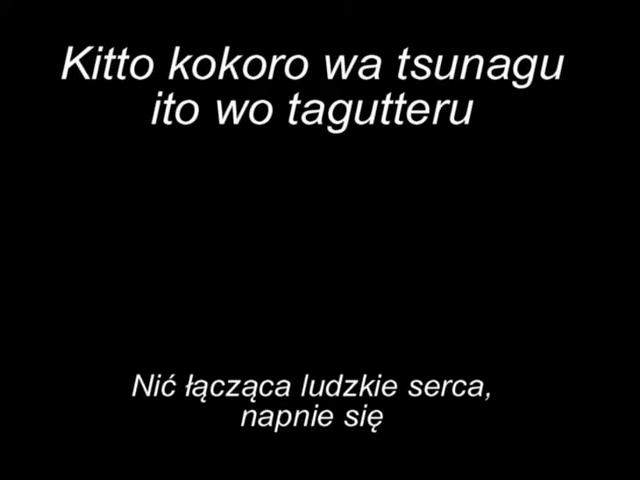 Kitto kokoro wa tsunagu
ito wo tagutteru
Nić łącząca ludzkie serca,
napnie się